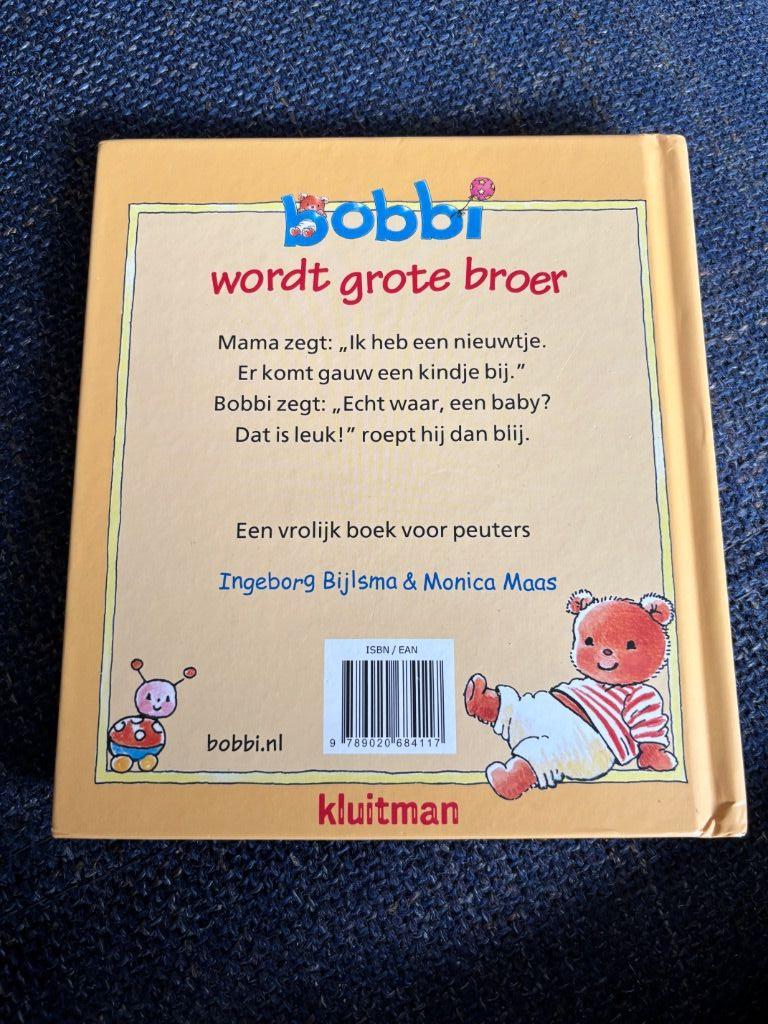 bobbi
wordt grote broer
Mama zegt: „Ik heb een nieuwtje.
Er komt gauw een kindje bij.”
Bobbi zegt: „Echt waar, een baby?
Dat is leuk!” roept hij dan blij.
Een vrolijk boek voor peuters
Ingeborg Bijlsma & Monica Maas
ISBN / EAN
9 789020 684117
bobbi.nl
kluitman